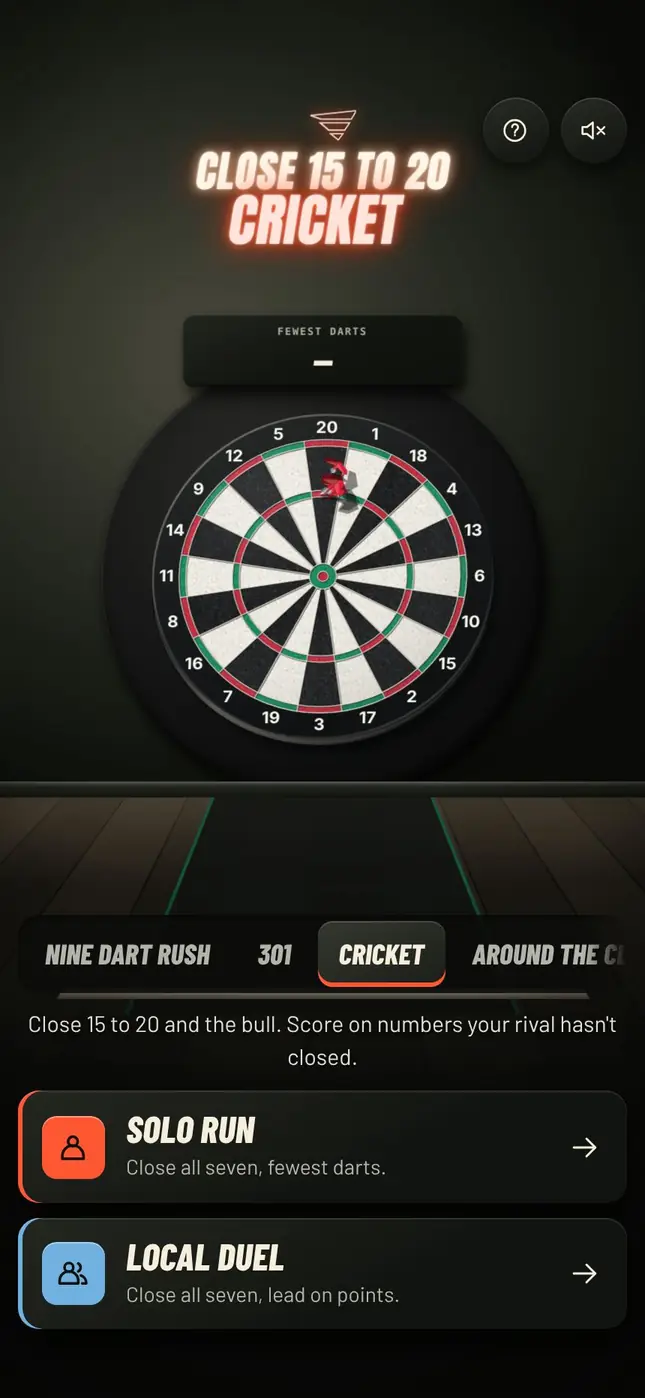 CLOSE 15 TO 20
CRICKET
FEWEST DARTS
–
20
1
18
4
13
6
10
15
2
17
3
19
7
16
8
11
14
9
12
5
NINE DART RUSH
301
CRICKET
AROUND THE CL
Close 15 to 20 and the bull. Score on numbers your rival hasn't
closed.
SOLO RUN
Close all seven, fewest darts.
LOCAL DUEL
Close all seven, lead on points.